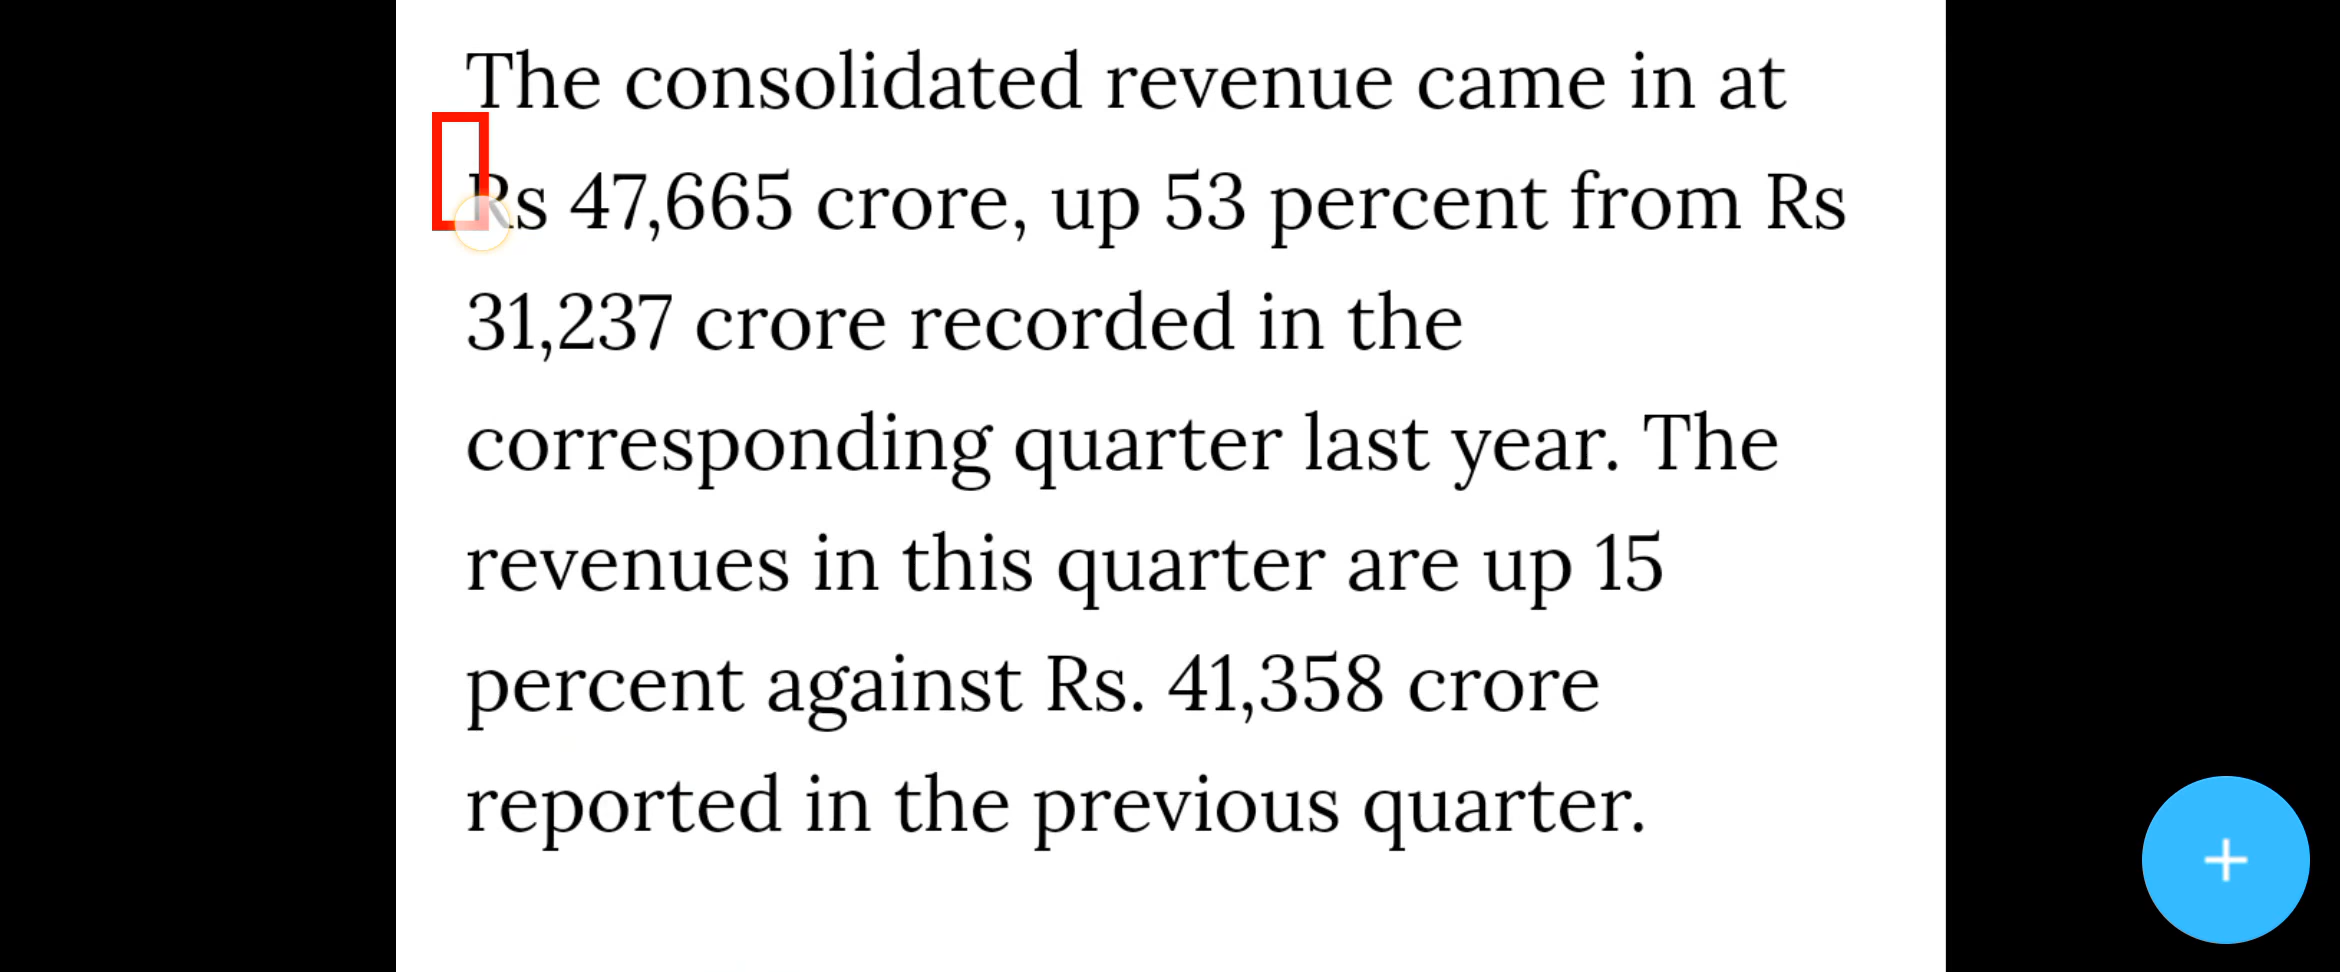 The consolidated revenue came in at
Rs 47,665 crore, up 53 percent from Rs
31,237 crore recorded in the
corresponding quarter last year. The
revenues in this quarter are up 15
percent against Rs. 41,358 crore
reported in the previous quarter.